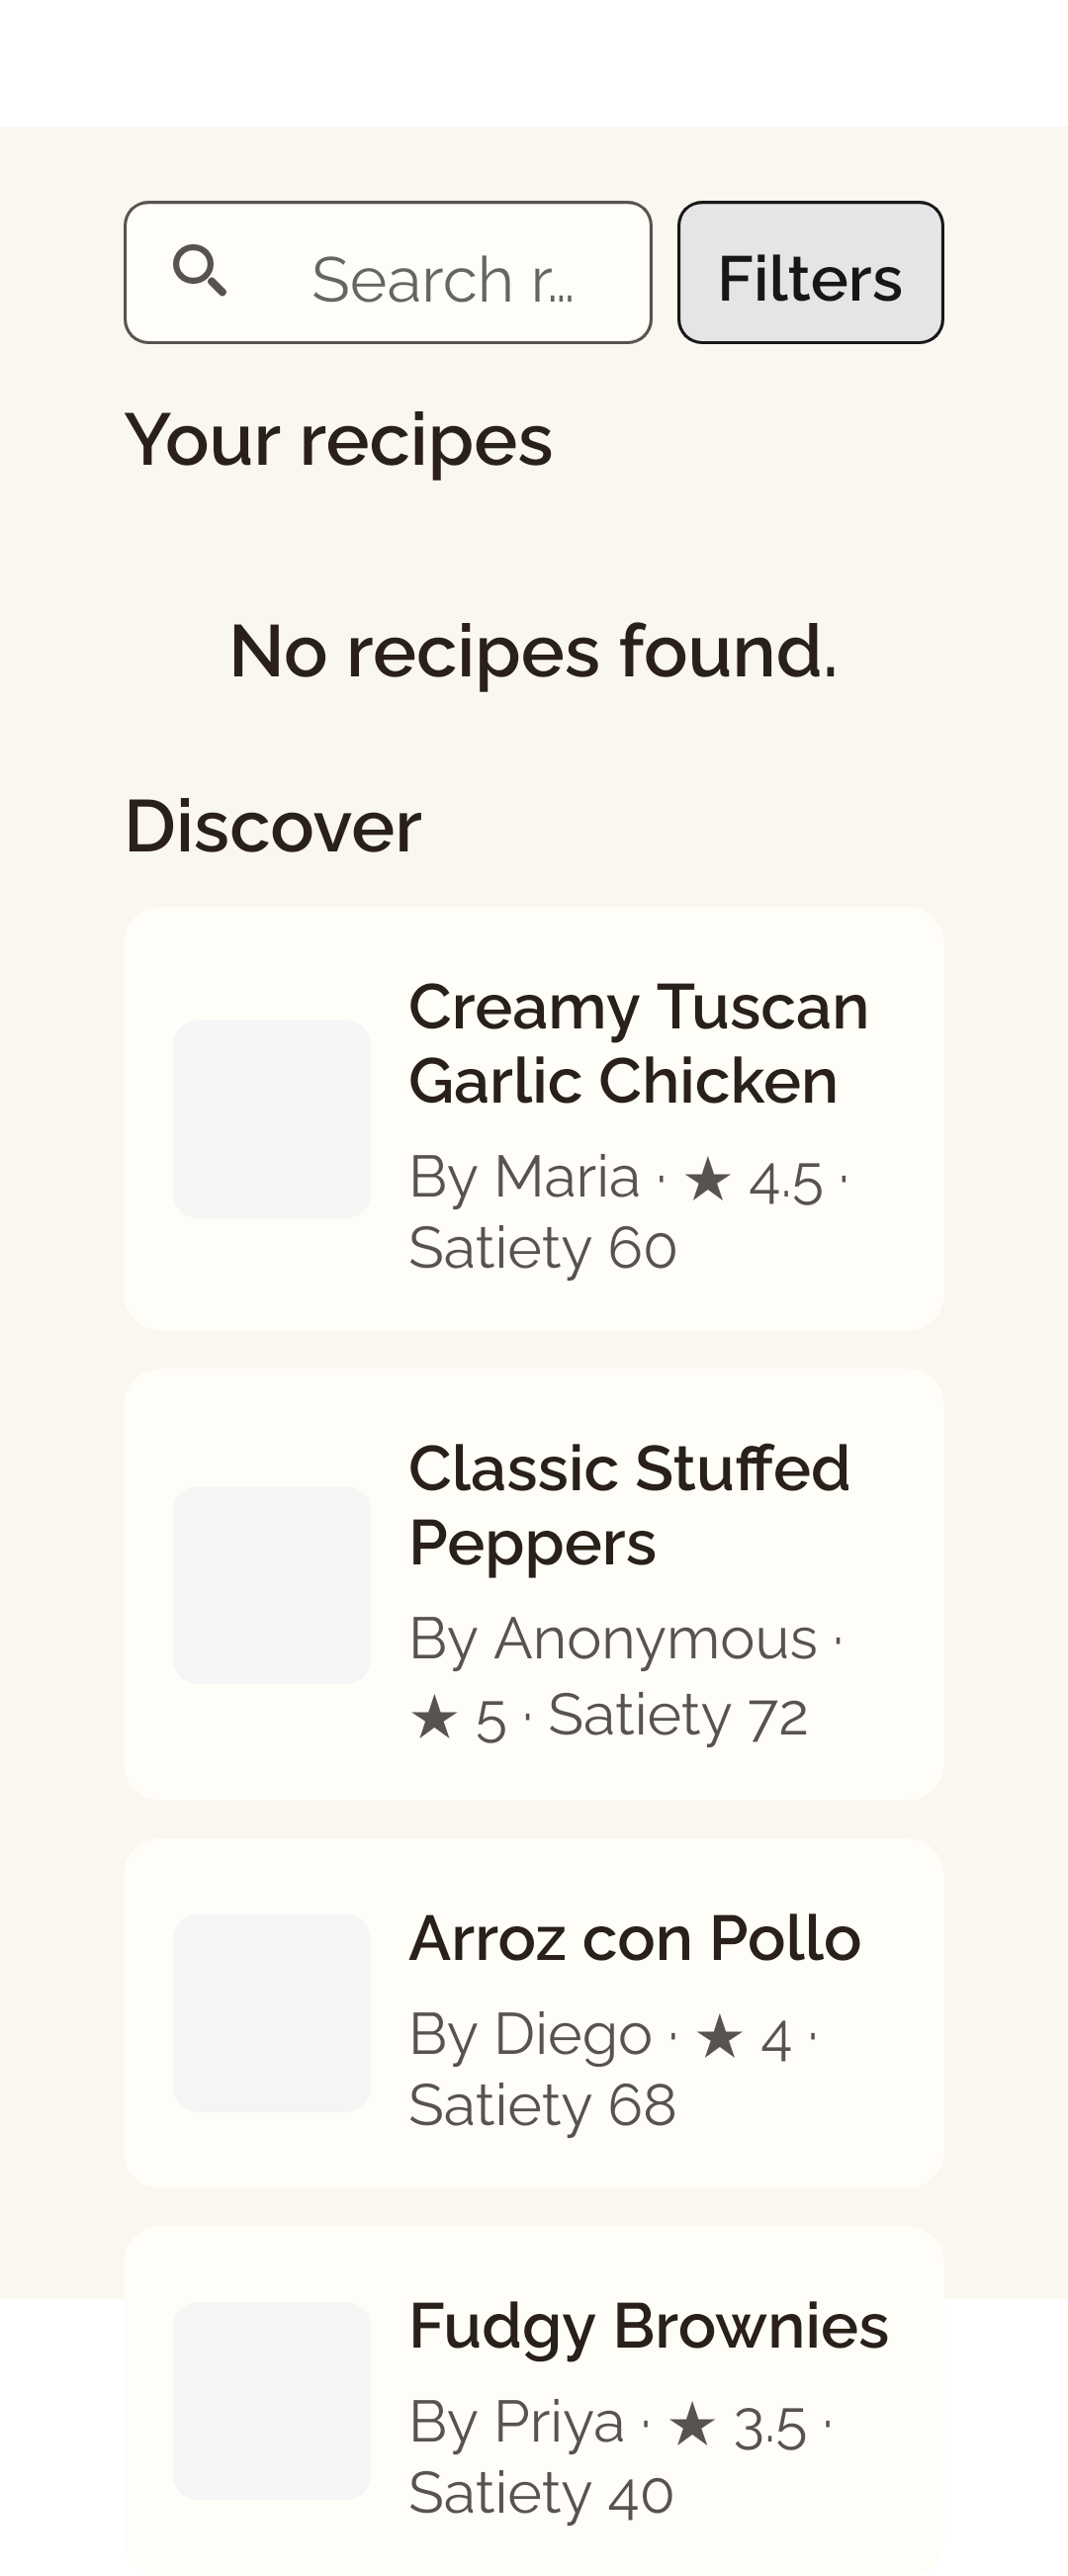 Search r...
Filters
Your recipes
No recipes found.
Discover
Creamy Tuscan
Garlic Chicken
By Maria · ★ 4.5 ·
Satiety 60
Classic Stuffed
Peppers
By Anonymous ·
★ 5 · Satiety 72
Arroz con Pollo
By Diego · ★ 4 ·
Satiety 68
Fudgy Brownies
By Priya · ★ 3.5 ·
Satiety 40